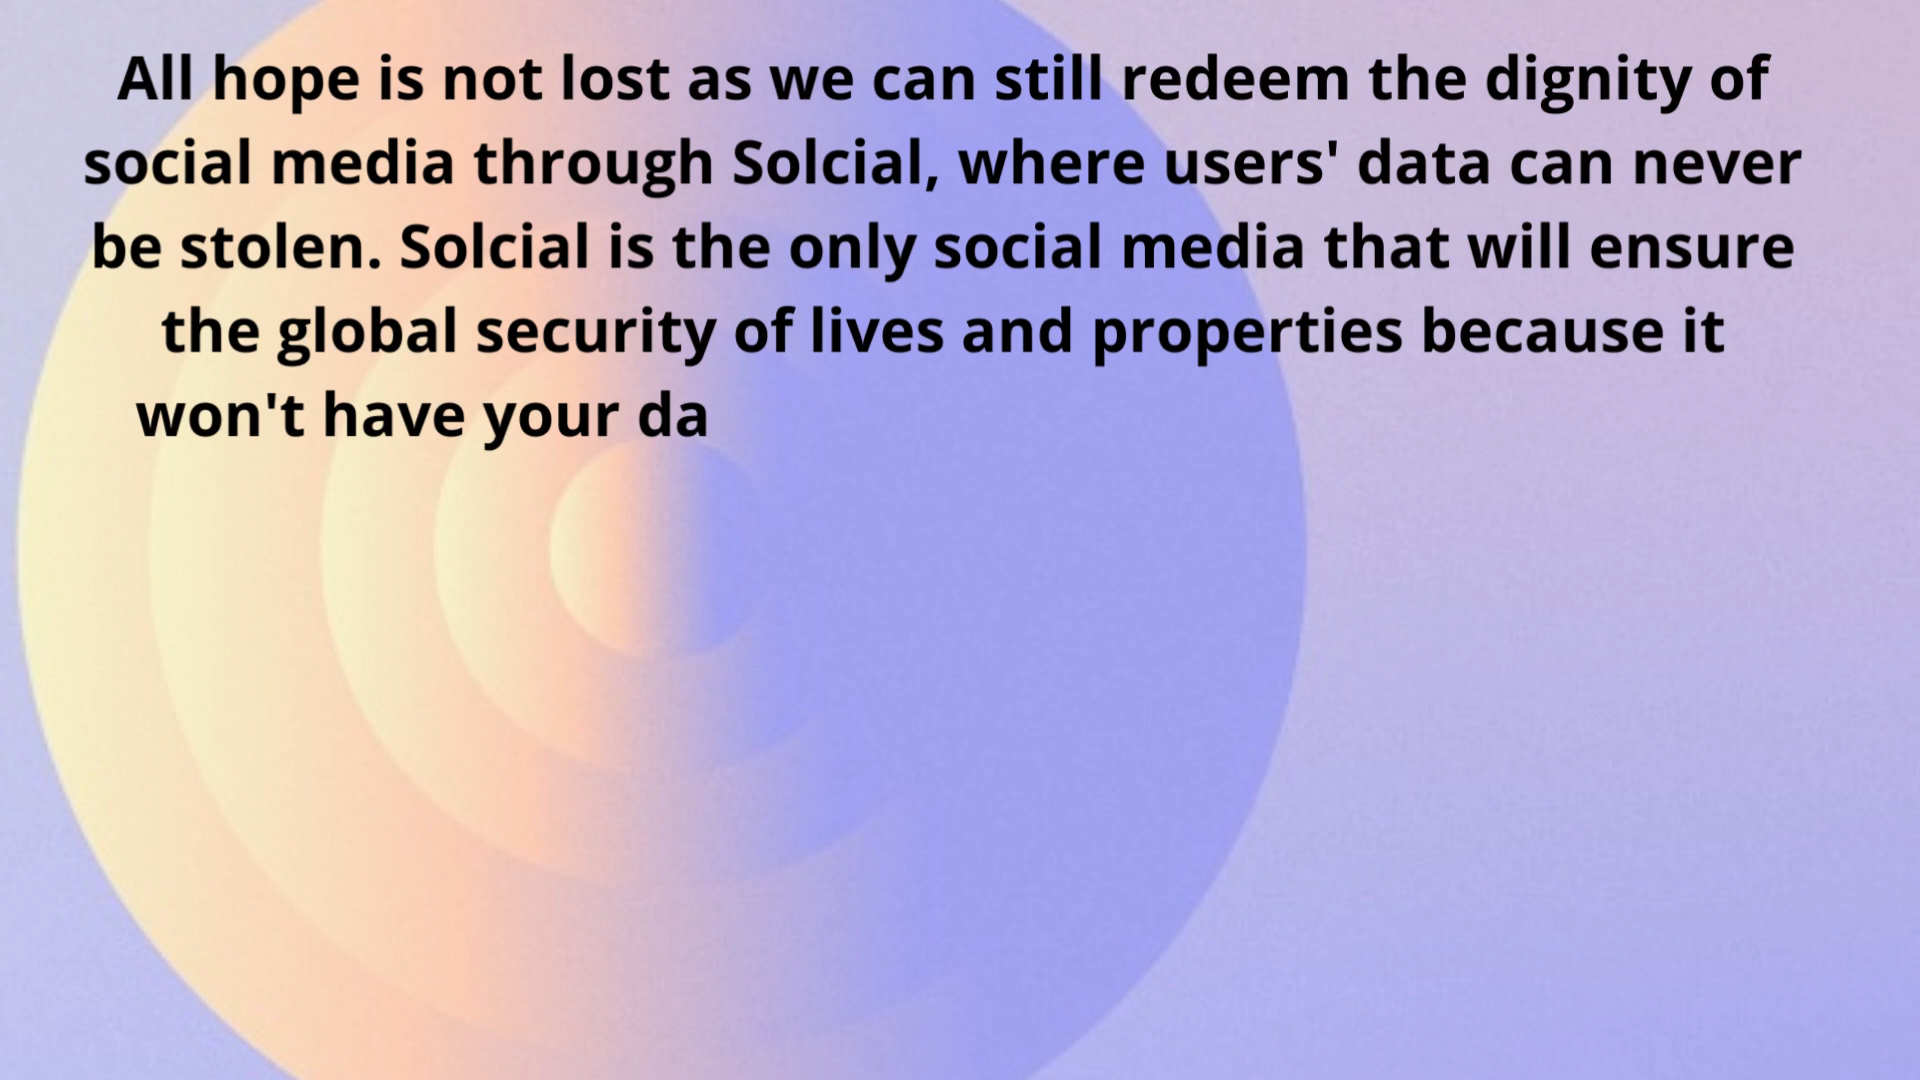 All hope is not lost as we can still redeem the dignity of
social media through Solcial, where users' data can never
be stolen. Solcial is the only social media that will ensure
the global security of lives and properties because it
won't have your da